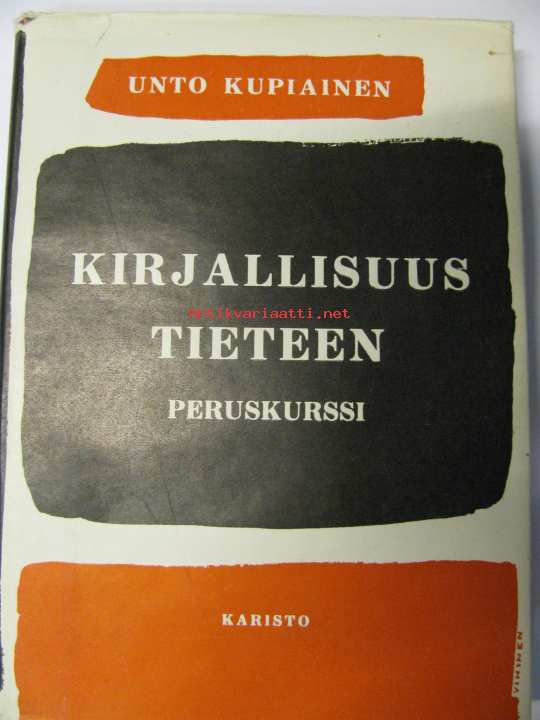 UNTO KUPIAINEN
KIRJALLISUUS
antikvariaatti.net
TIETEEN
PERUSKURSSI
KARISTO
VIHINEN